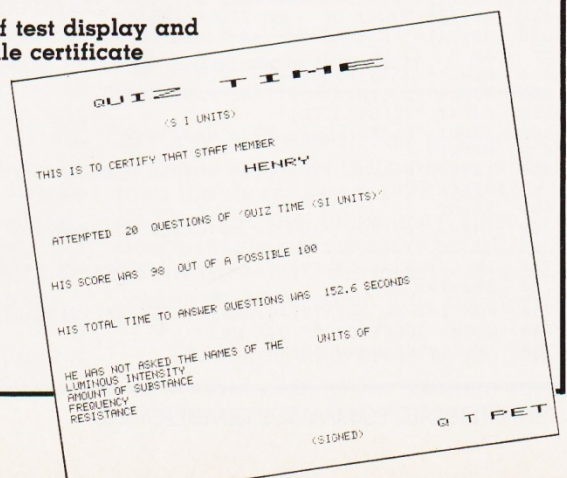 f test display and
le certificate
QUIZ TIME
(S I UNITS)
THIS IS TO CERTIFY THAT STAFF MEMBER
HENRY
ATTEMPTED 20 QUESTIONS OF 'QUIZ TIME (SI UNITS)'
HIS SCORE WAS 98 OUT OF A POSSIBLE 100
HIS TOTAL TIME TO ANSWER QUESTIONS WAS 152.6 SECONDS
HE WAS NOT ASKED THE NAMES OF THE UNITS OF
LUMINOUS INTENSITY
AMOUNT OF SUBSTANCE
FREQUENCY
RESISTANCE
(SIGNED) Q T PET